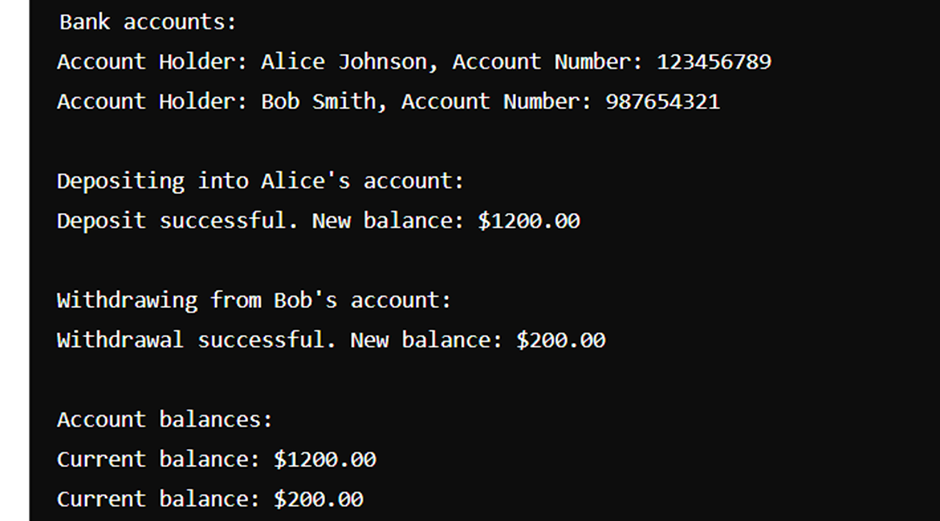 Bank accounts:
Account Holder: Alice Johnson, Account Number: 123456789
Account Holder: Bob Smith, Account Number: 987654321
Depositing into Alice's account:
Deposit successful. New balance: $1200.00
Withdrawing from Bob's account:
Withdrawal successful. New balance: $200.00
Account balances:
Current balance: $1200.00
Current balance: $200.00